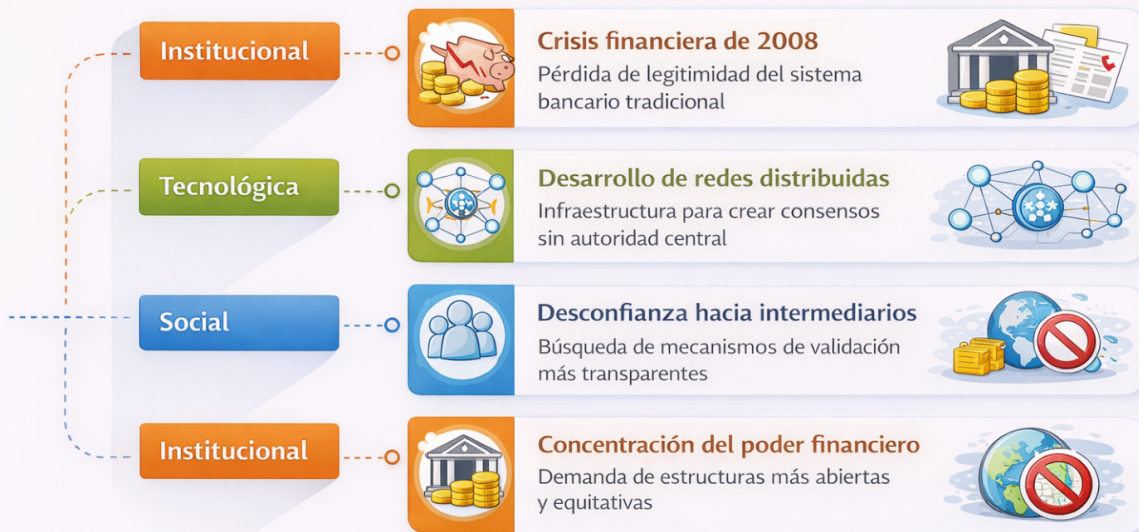 Institucional
Crisis financiera de 2008
Pérdida de legitimidad del sistema
bancario tradicional
Tecnológica
Desarrollo de redes distribuidas
Infraestructura para crear consensos
sin autoridad central
Social
Desconfianza hacia intermediarios
Búsqueda de mecanismos de validación
más transparentes
Institucional
Concentración del poder financiero
Demanda de estructuras más abiertas
y equitativas